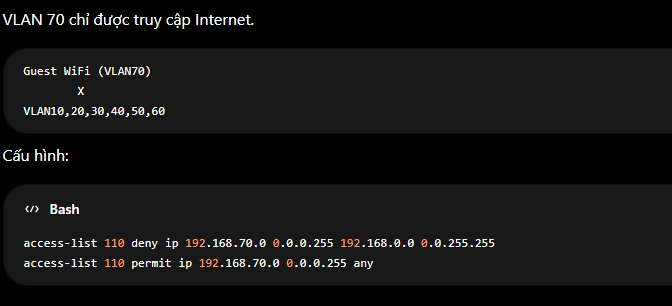 VLAN 70 chỉ được truy cập Internet.
Guest WiFi (VLAN70)
X
VLAN10,20,30,40,50,60
Cấu hình:
</> Bash
access-list 110 deny ip 192.168.70.0 0.0.0.255 192.168.0.0 0.0.255.255
access-list 110 permit ip 192.168.70.0 0.0.0.255 any